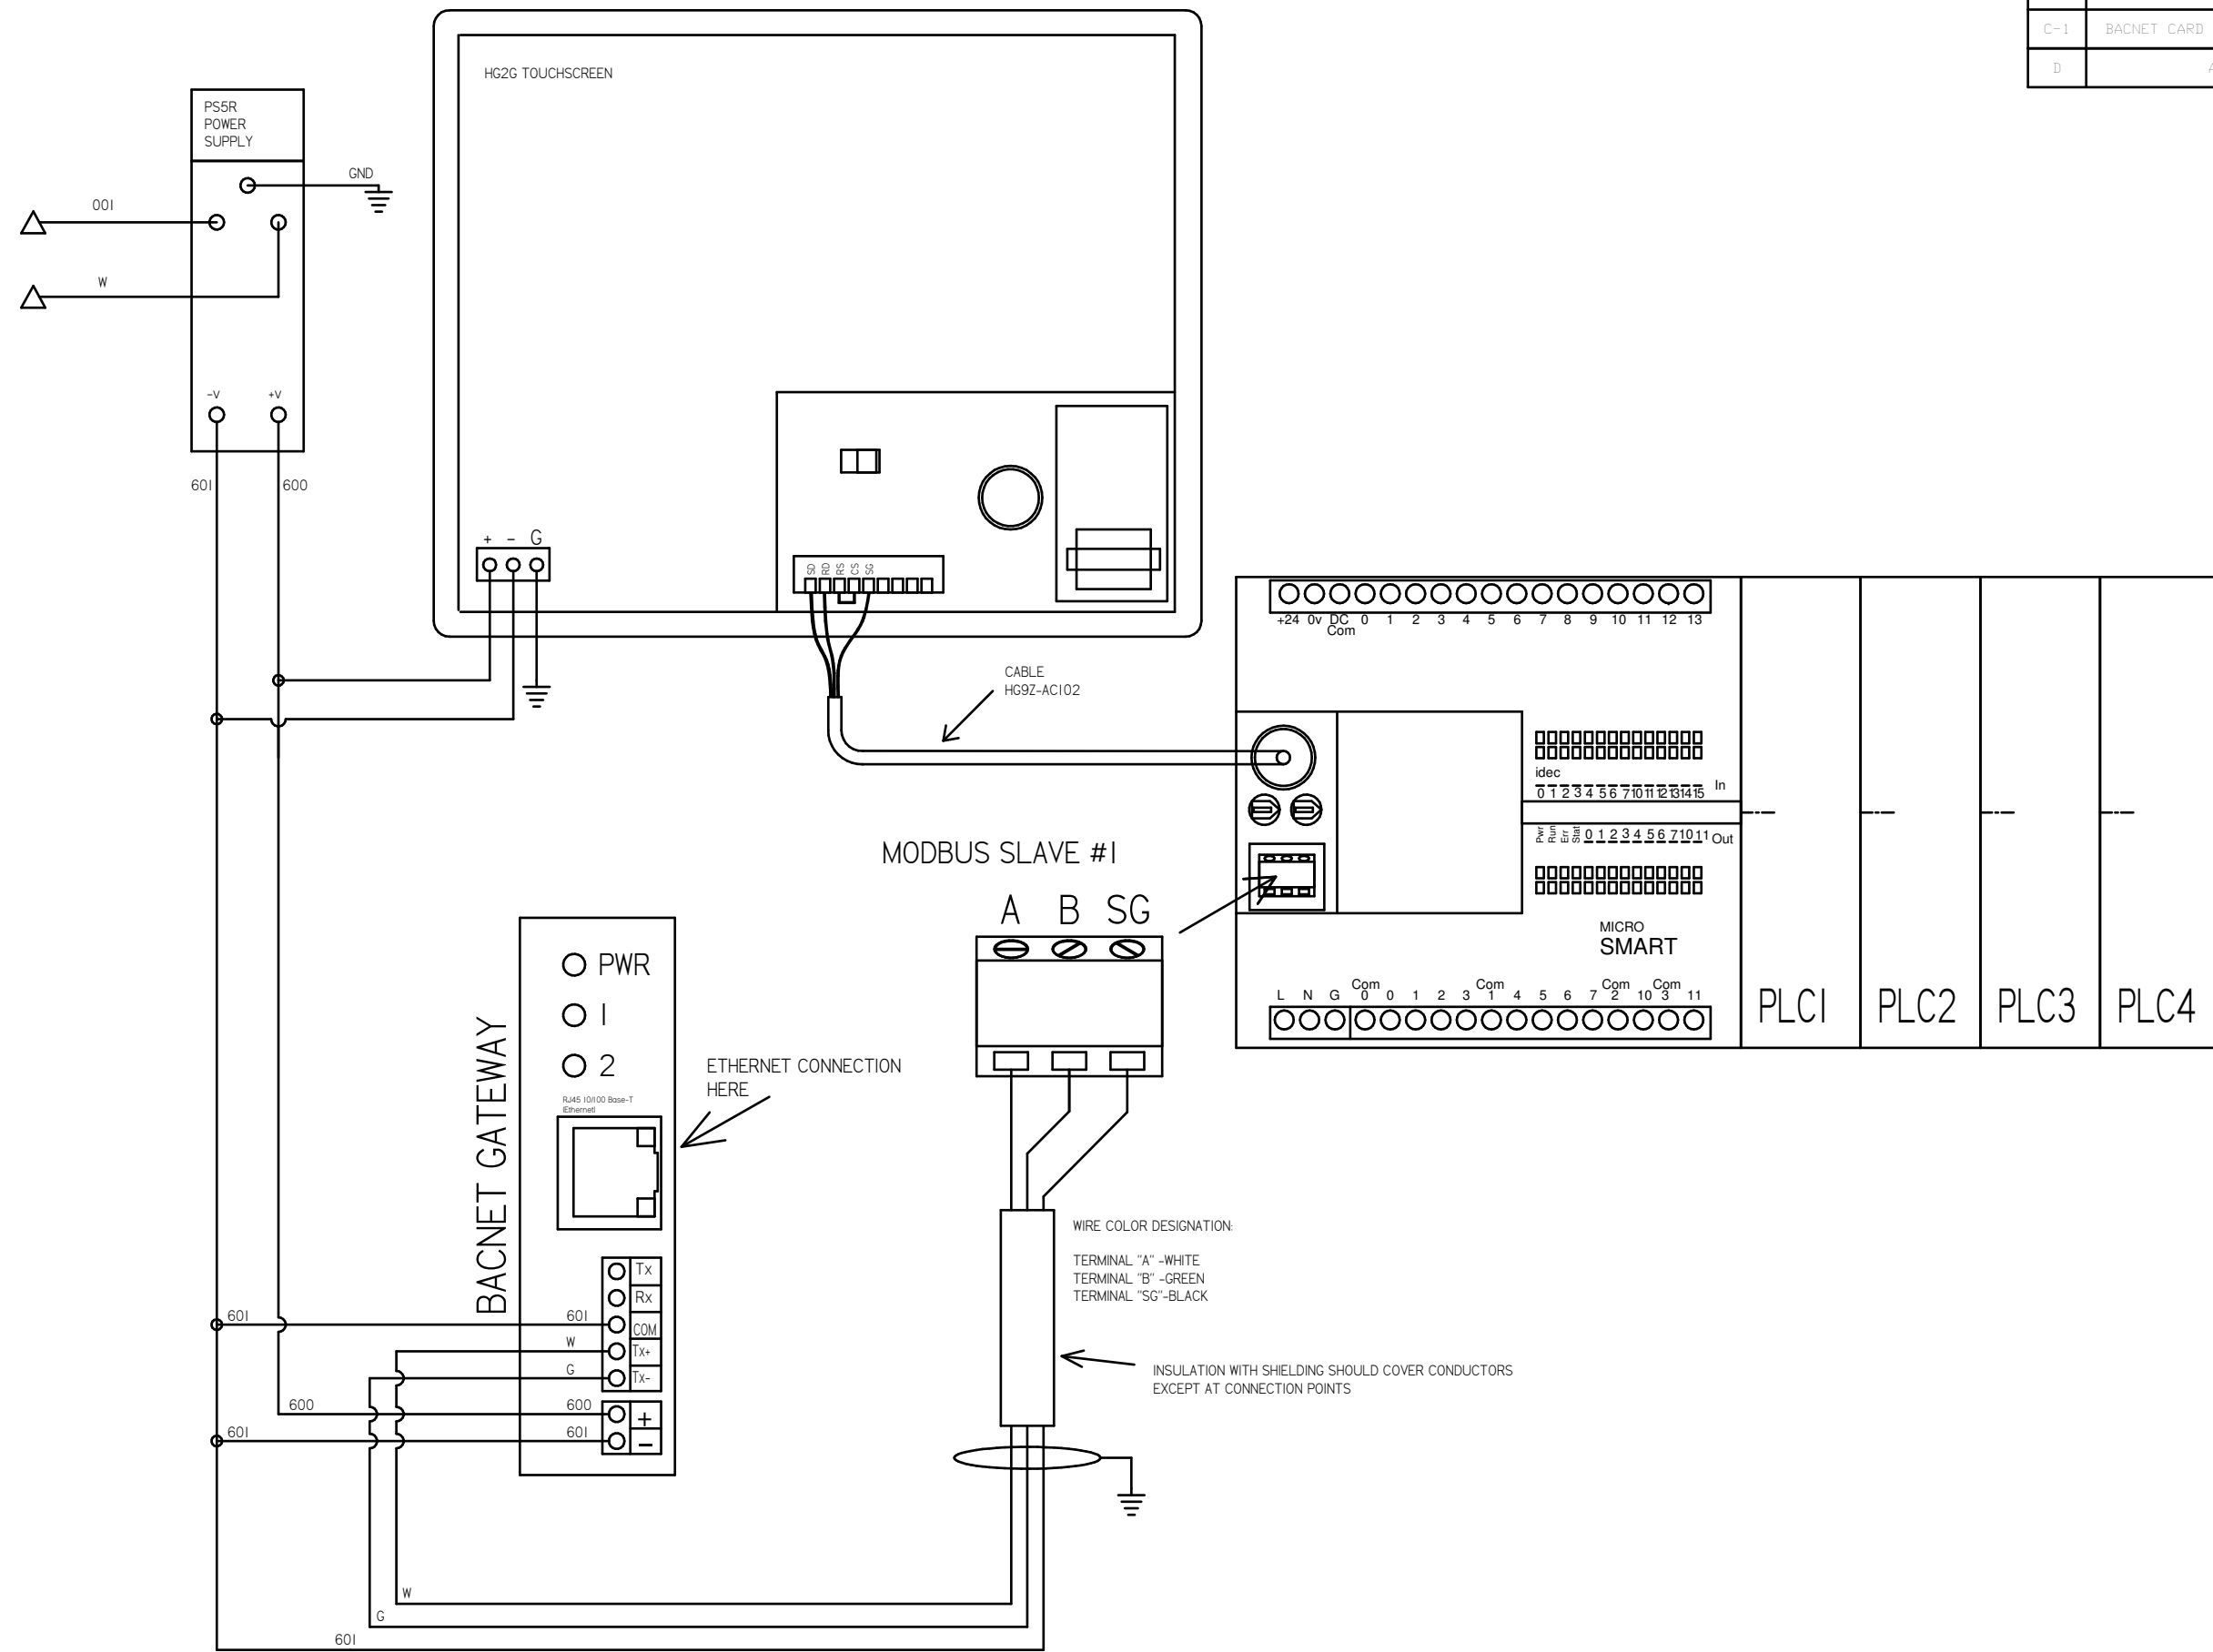 C-1 BACNET CARD
D
HG2G TOUCHSCREEN
PS5R
POWER
SUPPLY
GND
001
W
-V +V
601 600
+ - G
SD RD RS CS SG
CABLE
HG9Z-AC102
+24 0v DC Com 0 1 2 3 4 5 6 7 8 9 10 11 12 13
idec
0 1 2 3 4 5 6 7 10 11 12 13 14 15 In
Pwr Run Err Stat 0 1 2 3 4 5 6 7 10 11 Out
MICRO
SMART
L N G Com 0 0 1 2 3 Com 1 4 5 6 7 Com 2 10 Com 3 11
PLC1 PLC2 PLC3 PLC4
MODBUS SLAVE #1
A B SG
BACNET GATEWAY
PWR
1
2
RJ45 10/100 Base-T
(Ethernet)
ETHERNET CONNECTION
HERE
Tx
Rx
601 601 COM
W Tx+
G Tx-
600 600 +
601 601 -
WIRE COLOR DESIGNATION:
TERMINAL "A" -WHITE
TERMINAL "B" -GREEN
TERMINAL "SG"-BLACK
INSULATION WITH SHIELDING SHOULD COVER CONDUCTORS
EXCEPT AT CONNECTION POINTS
W
G
601